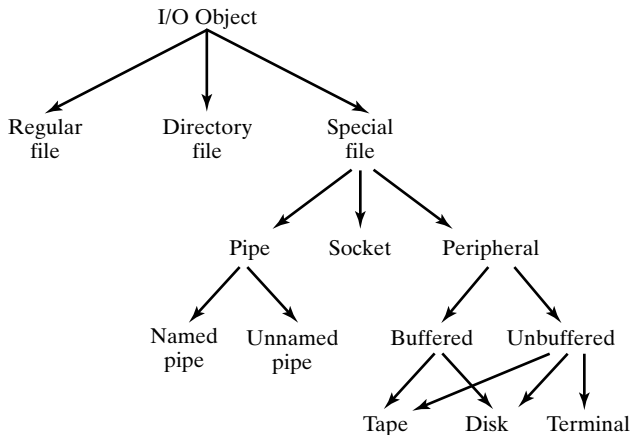 I/O Object
Regular
file
Directory
file
Special
file
Pipe
Socket
Peripheral
Named
pipe
Unnamed
pipe
Buffered
Unbuffered
Tape
Disk
Terminal